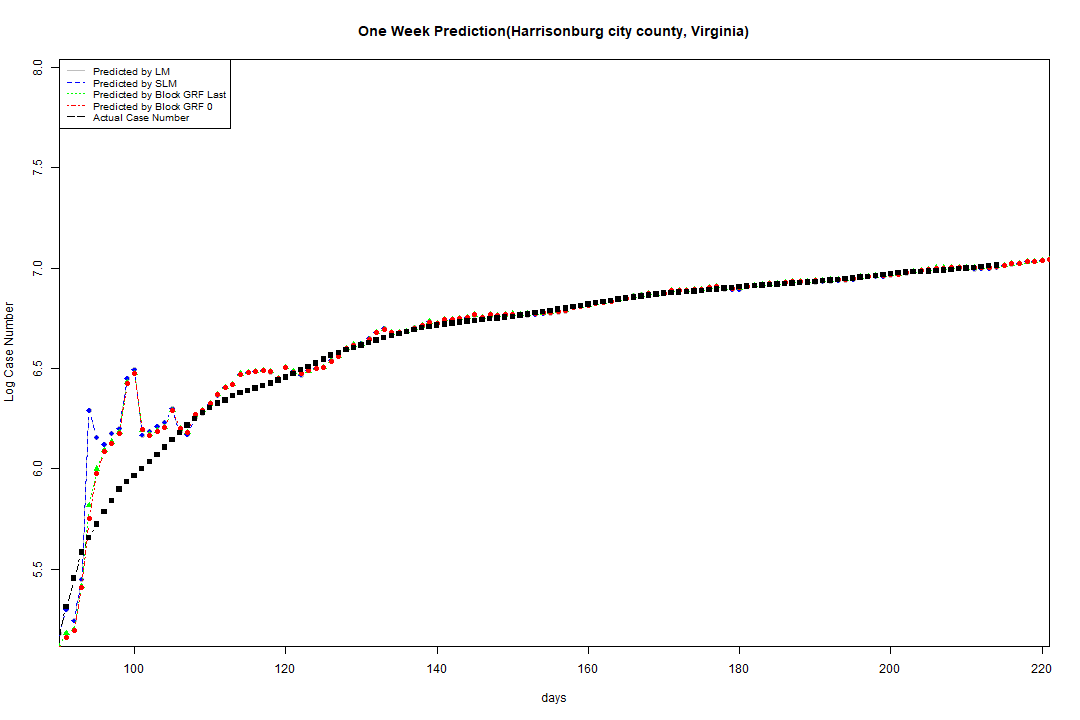 One Week Prediction(Harrisonburg city county, Virginia)
Predicted by LM
Predicted by SLM
Predicted by Block GRF Last
Predicted by Block GRF 0
Actual Case Number
8.0
7.5
7.0
6.5
6.0
5.5
Log Case Number
100 120 140 160 180 200 220
days